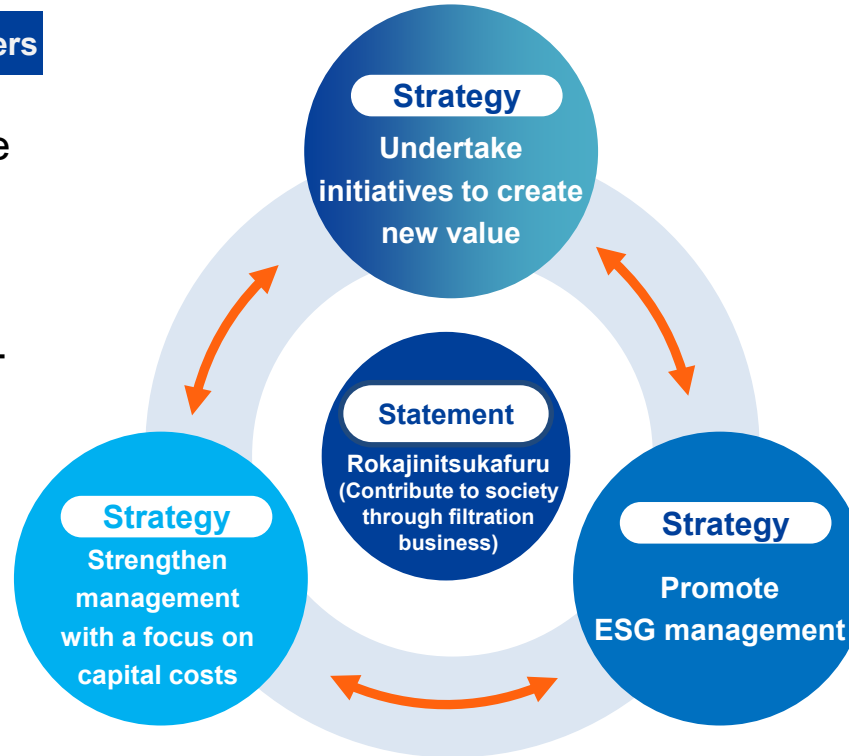 ers
e
Strategy
Undertake
initiatives to create
new value
Statement
Rokajinitsukafuru
(Contribute to society
through filtration
business)
Strategy
Strengthen
management
with a focus on
capital costs
Strategy
Promote
ESG management